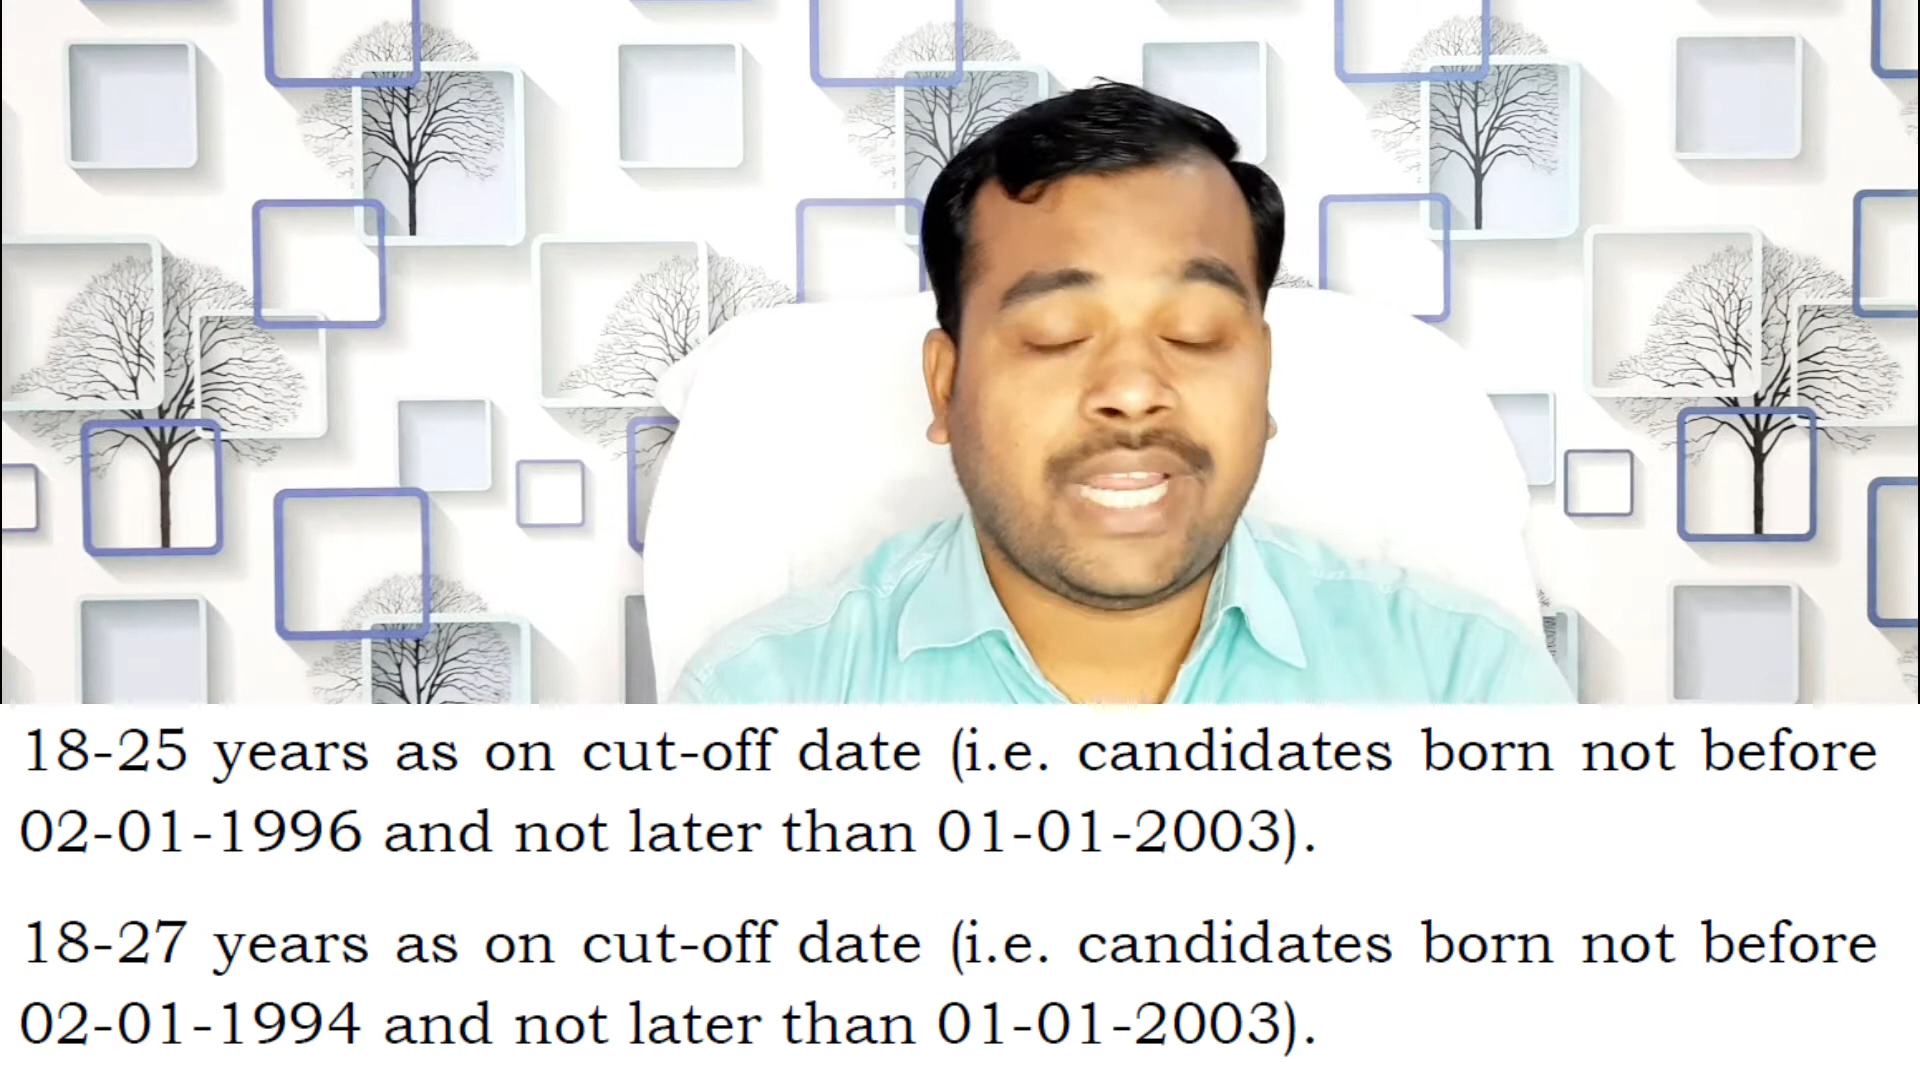 18-25 years as on cut-off date (i.e. candidates born not before
02-01-1996 and not later than 01-01-2003).
18-27 years as on cut-off date (i.e. candidates born not before
02-01-1994 and not later than 01-01-2003).